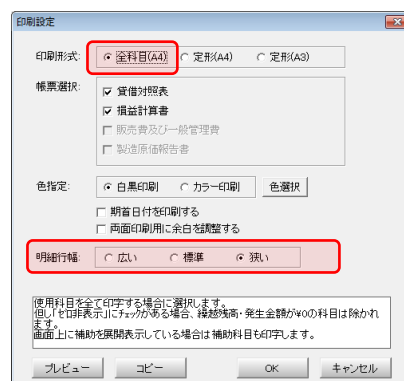 印刷設定
印刷形式: 全科目(A4) 定形(A4) 定形(A3)
帳票選択: 貸借対照表
損益計算書
販売費及び一般管理費
製造原価報告書
色指定: 白黒印刷 カラー印刷 色選択
期首日付を印刷する
両面印刷用に余白を調整する
明細行幅: 広い 標準 狭い
使用科目を全て印字する場合に選択します。
但し「ゼロ非表示」にチェックがある場合、繰越残高・発生金額が¥0の科目は除かれ
ます。
画面上に補助を展開表示している場合は補助科目も印字します。
プレビュー コピー OK キャンセル